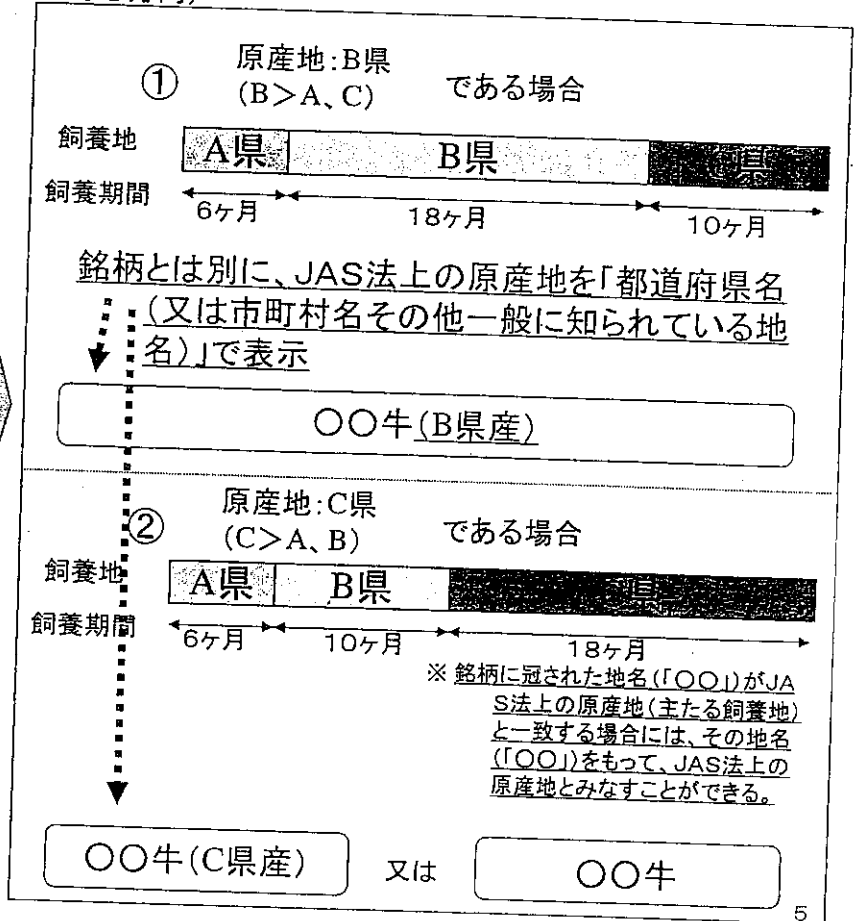 ①
原産地:B県
(B>A、C)
である場合
飼養地
A県
B県
県
飼養期間
6ヶ月
18ヶ月
10ヶ月
銘柄とは別に、JAS法上の原産地を「都道府県名
(又は市町村名その他一般に知られている地
名)」で表示
〇〇牛(B県産)
②
原産地:C県
(C>A、B)
である場合
飼養地
A県
B県
飼養期間
6ヶ月
10ヶ月
18ヶ月
※ 銘柄に冠された地名(「〇〇」)がJA
S法上の原産地(主たる飼養地)
と一致する場合には、その地名
(「〇〇」)をもって、JAS法上の
原産地とみなすことができる。
〇〇牛(C県産)
又は
〇〇牛
5